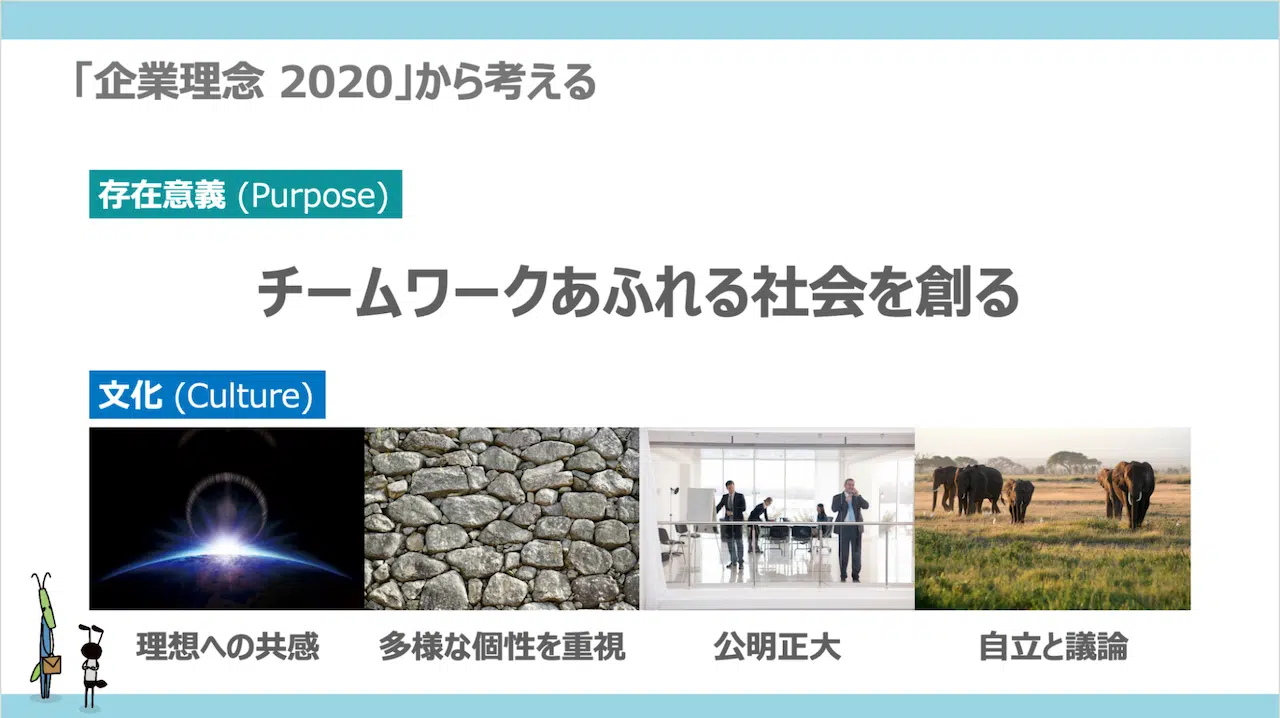 「企業理念 2020」から考える
存在意義 (Purpose)
チームワークあふれる社会を創る
文化 (Culture)
理想への共感
多様な個性を重視
公明正大
自立と議論